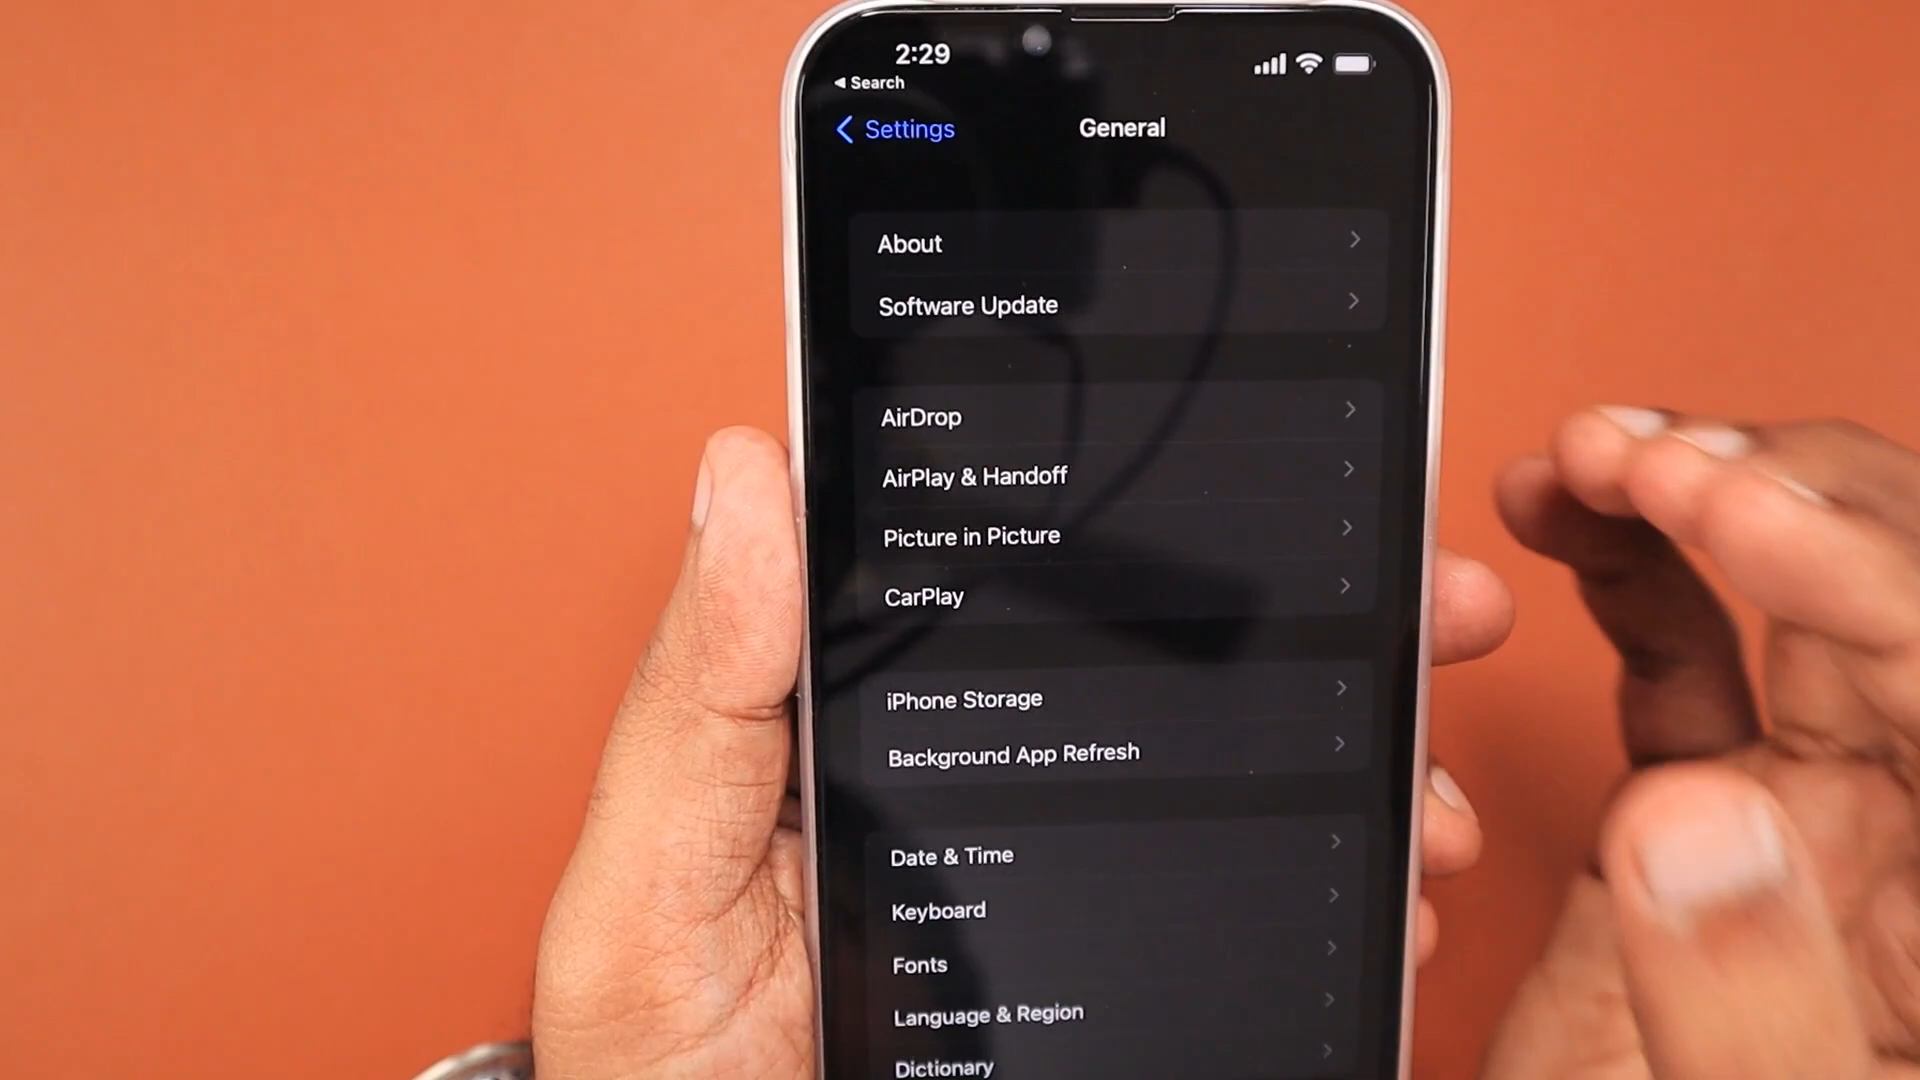 2:29
◀ Search
Settings
General
About
Software Update
AirDrop
AirPlay & Handoff
Picture in Picture
CarPlay
iPhone Storage
Background App Refresh
Date & Time
Keyboard
Fonts
Language & Region
Dictionary